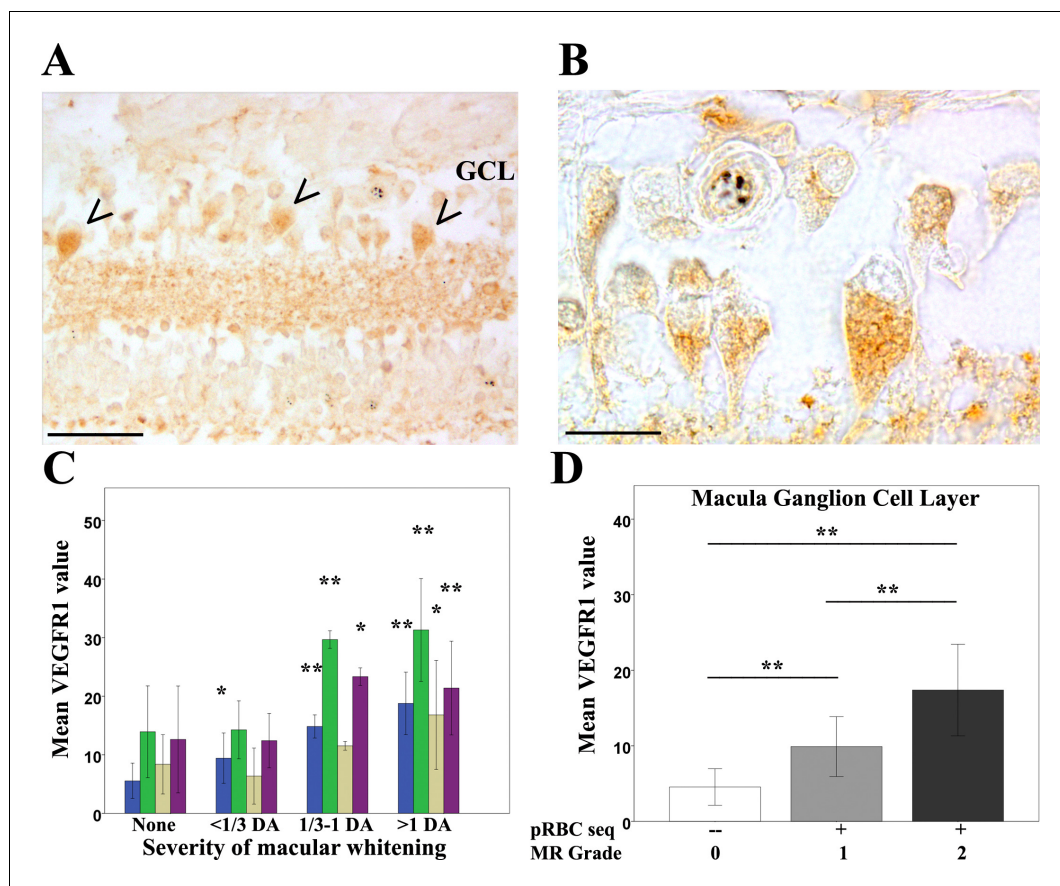 A
B
GCL
C
D
Mean VEGFR1 value
50
40
30
20
10
0
**
**
**
*
**
*
**
*
None
<1/3 DA
1/3-1 DA
>1 DA
Severity of macular whitening
Macula Ganglion Cell Layer
Mean VEGFR1 value
40
30
20
10
0
**
**
**
pRBC seq -- + +
MR Grade 0 1 2